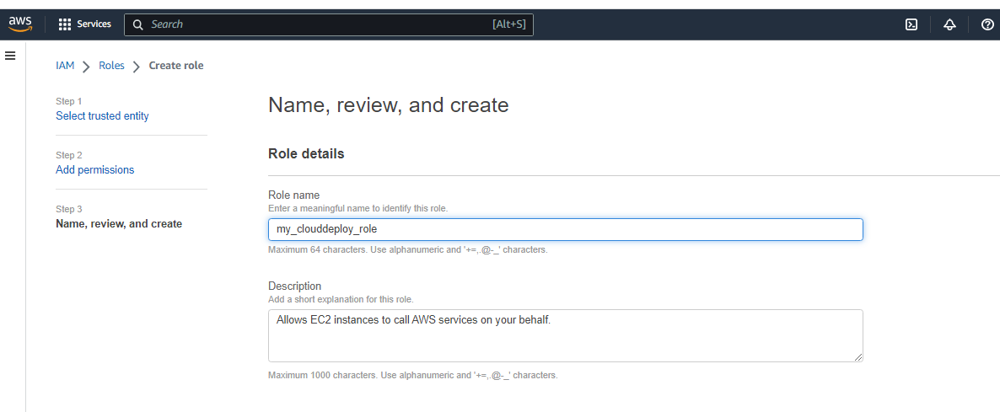 aws Services Search [Alt+S]
IAM Roles Create role
Step 1
Select trusted entity
Step 2
Add permissions
Step 3
Name, review, and create
Name, review, and create
Role details
Role name
Enter a meaningful name to identify this role.
my_clouddeploy_role
Maximum 64 characters. Use alphanumeric and '+=,.@-_' characters.
Description
Add a short explanation for this role.
Allows EC2 instances to call AWS services on your behalf.
Maximum 1000 characters. Use alphanumeric and '+=,.@-_' characters.